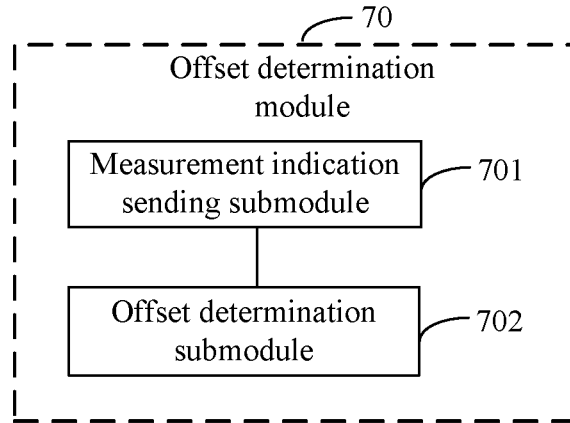 70
Offset determination
module
Measurement indication
sending submodule
701
Offset determination
submodule
702